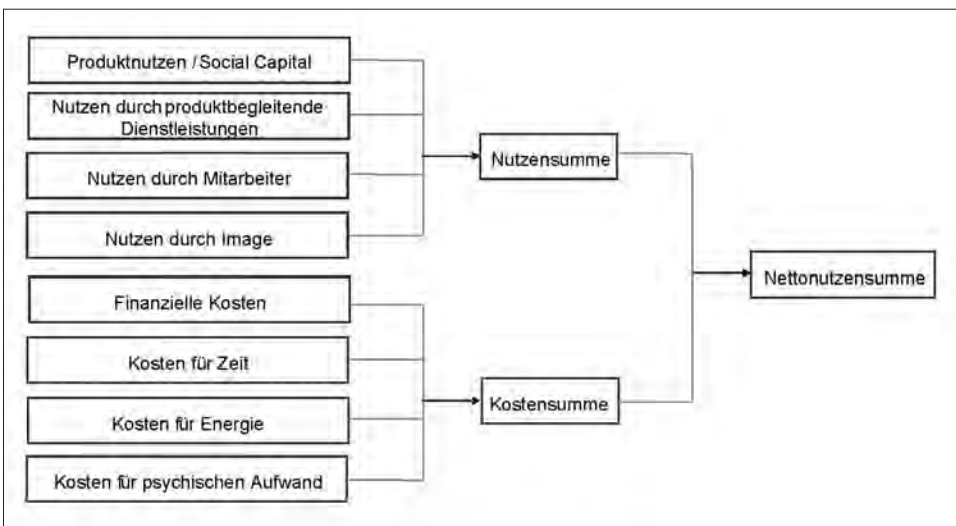 Produktnutzen / Social Capital
Nutzen durch produktbegleitende
Dienstleistungen
Nutzen durch Mitarbeiter
Nutzen durch Image
Finanzielle Kosten
Kosten für Zeit
Kosten für Energie
Kosten für psychischen Aufwand
Nutzensumme
Kostensumme
Nettonutzensumme